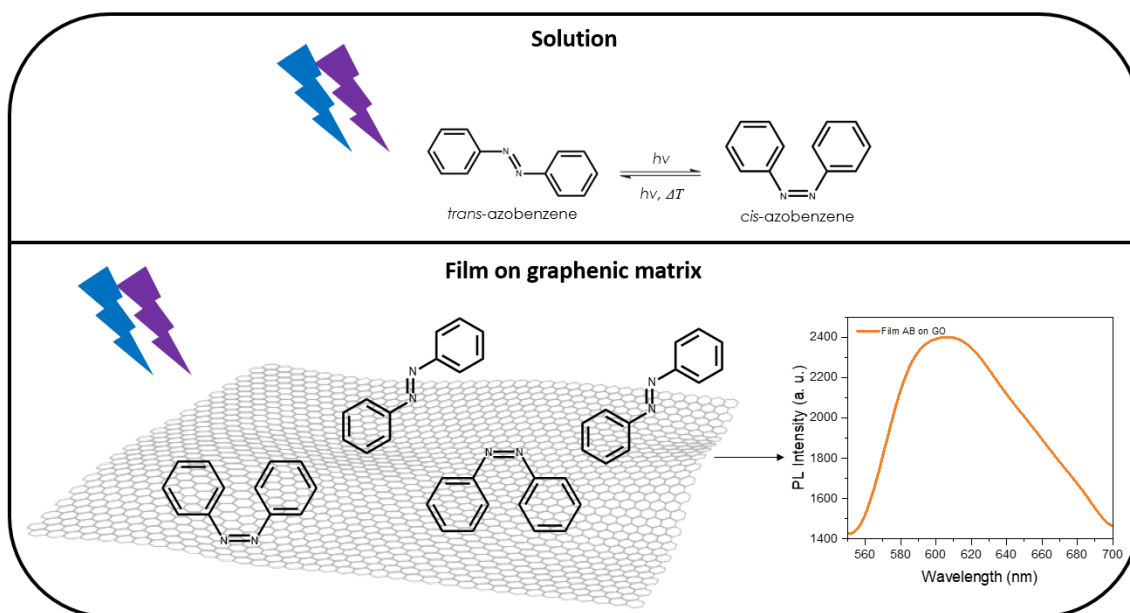 Solution
N
N
hν
hν, ΔT
N
N
trans-azobenzene
cis-azobenzene
Film on graphenic matrix
Film AB on GO
2400
2200
2000
1800
1600
1400
PL Intensity (a. u.)
N
N
N
N
N
N
N
N
560 580 600 620 640 660 680 700
Wavelength (nm)